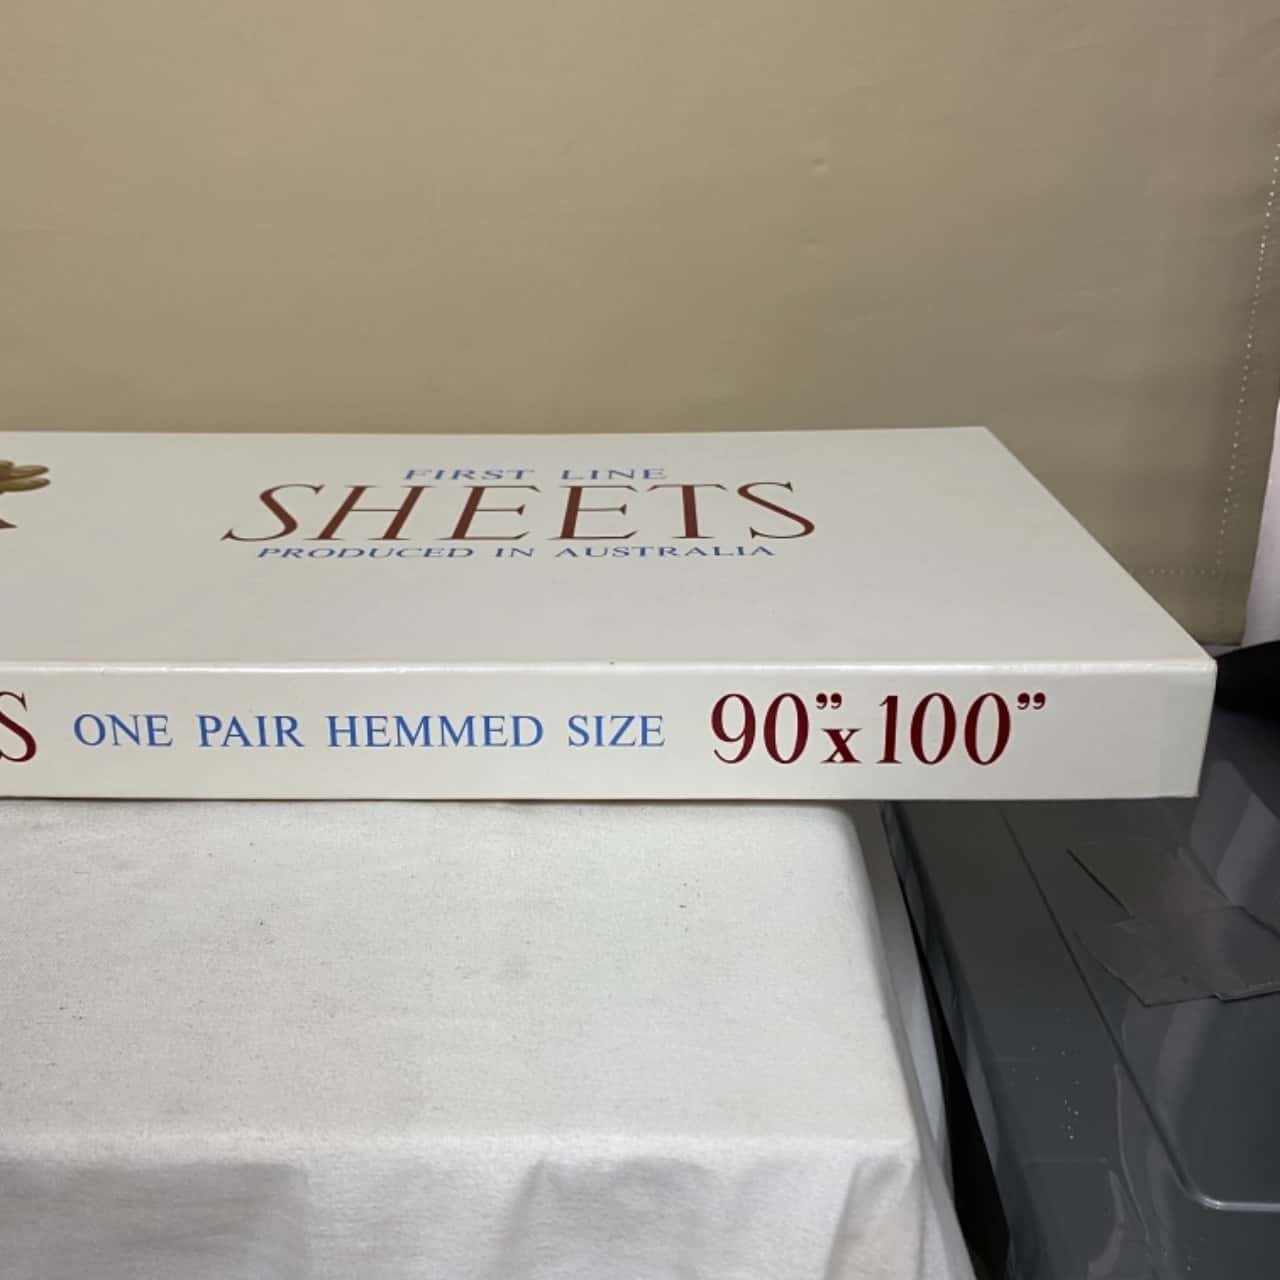 FIRST LINE
SHEETS
PRODUCED IN AUSTRALIA
S ONE PAIR HEMMED SIZE 90”x100”